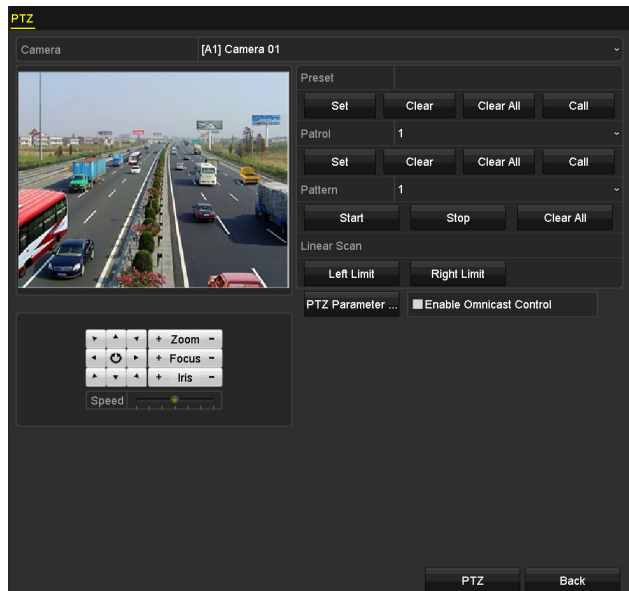 PTZ
Camera [A1] Camera 01
Preset
Set Clear Clear All Call
Patrol 1
Set Clear Clear All Call
Pattern 1
Start Stop Clear All
Linear Scan
Left Limit Right Limit
PTZ Parameter ... Enable Omnicast Control
+ Zoom -
+ Focus -
+ Iris -
Speed
PTZ Back